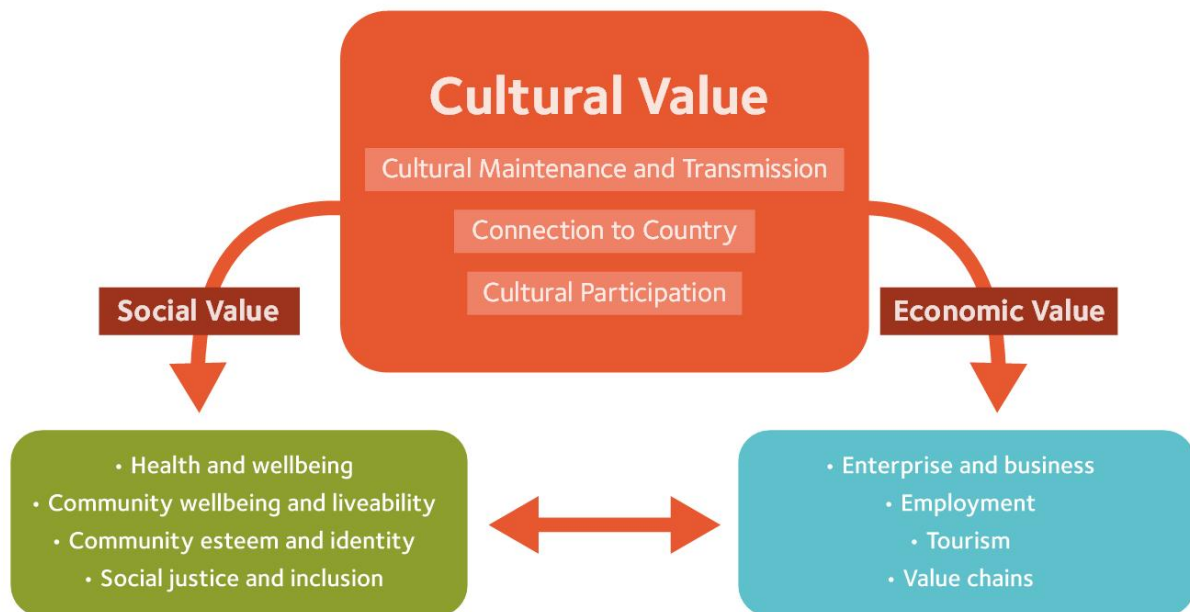 Cultural Value
Cultural Maintenance and Transmission
Connection to Country
Cultural Participation
Social Value
Economic Value
• Health and wellbeing
• Community wellbeing and liveability
• Community esteem and identity
• Social justice and inclusion
• Enterprise and business
• Employment
• Tourism
• Value chains